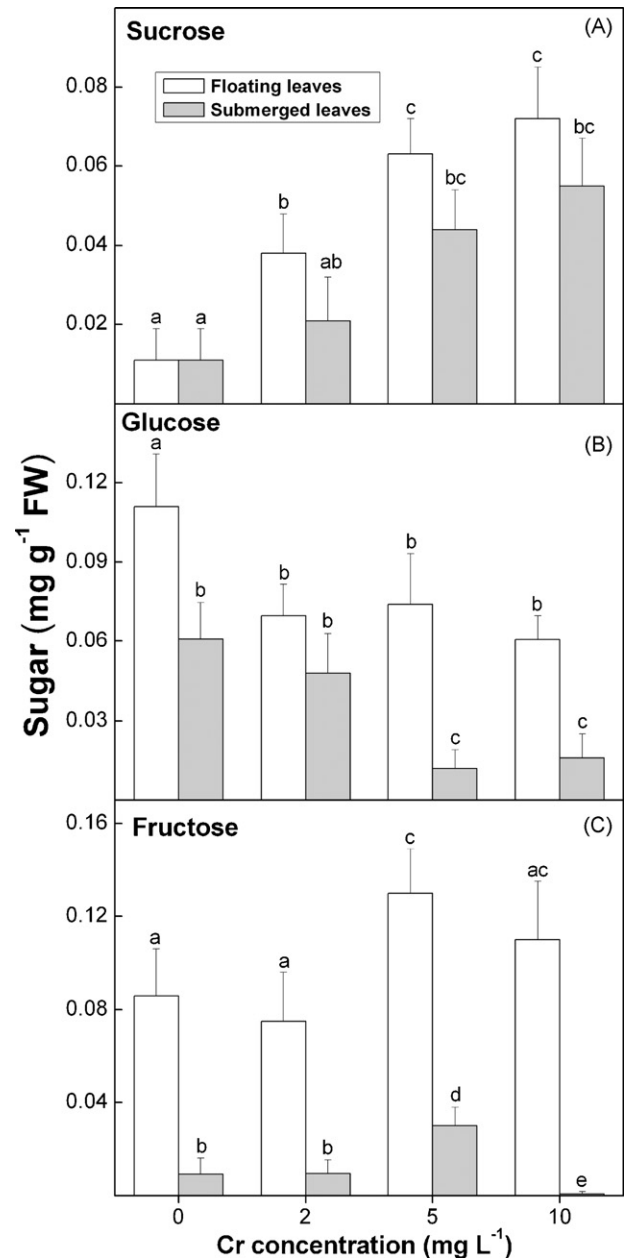 Sucrose
(A)
Floating leaves
Submerged leaves
0.08
0.06
0.04
0.02
a
a
b
ab
c
bc
c
bc
Glucose
(B)
0.12
0.09
0.06
0.03
a
b
b
b
b
c
b
c
Fructose
(C)
0.16
0.12
0.08
0.04
a
b
a
b
c
d
ac
e
Sugar (mg g⁻¹ FW)
0 2 5 10
Cr concentration (mg L⁻¹)